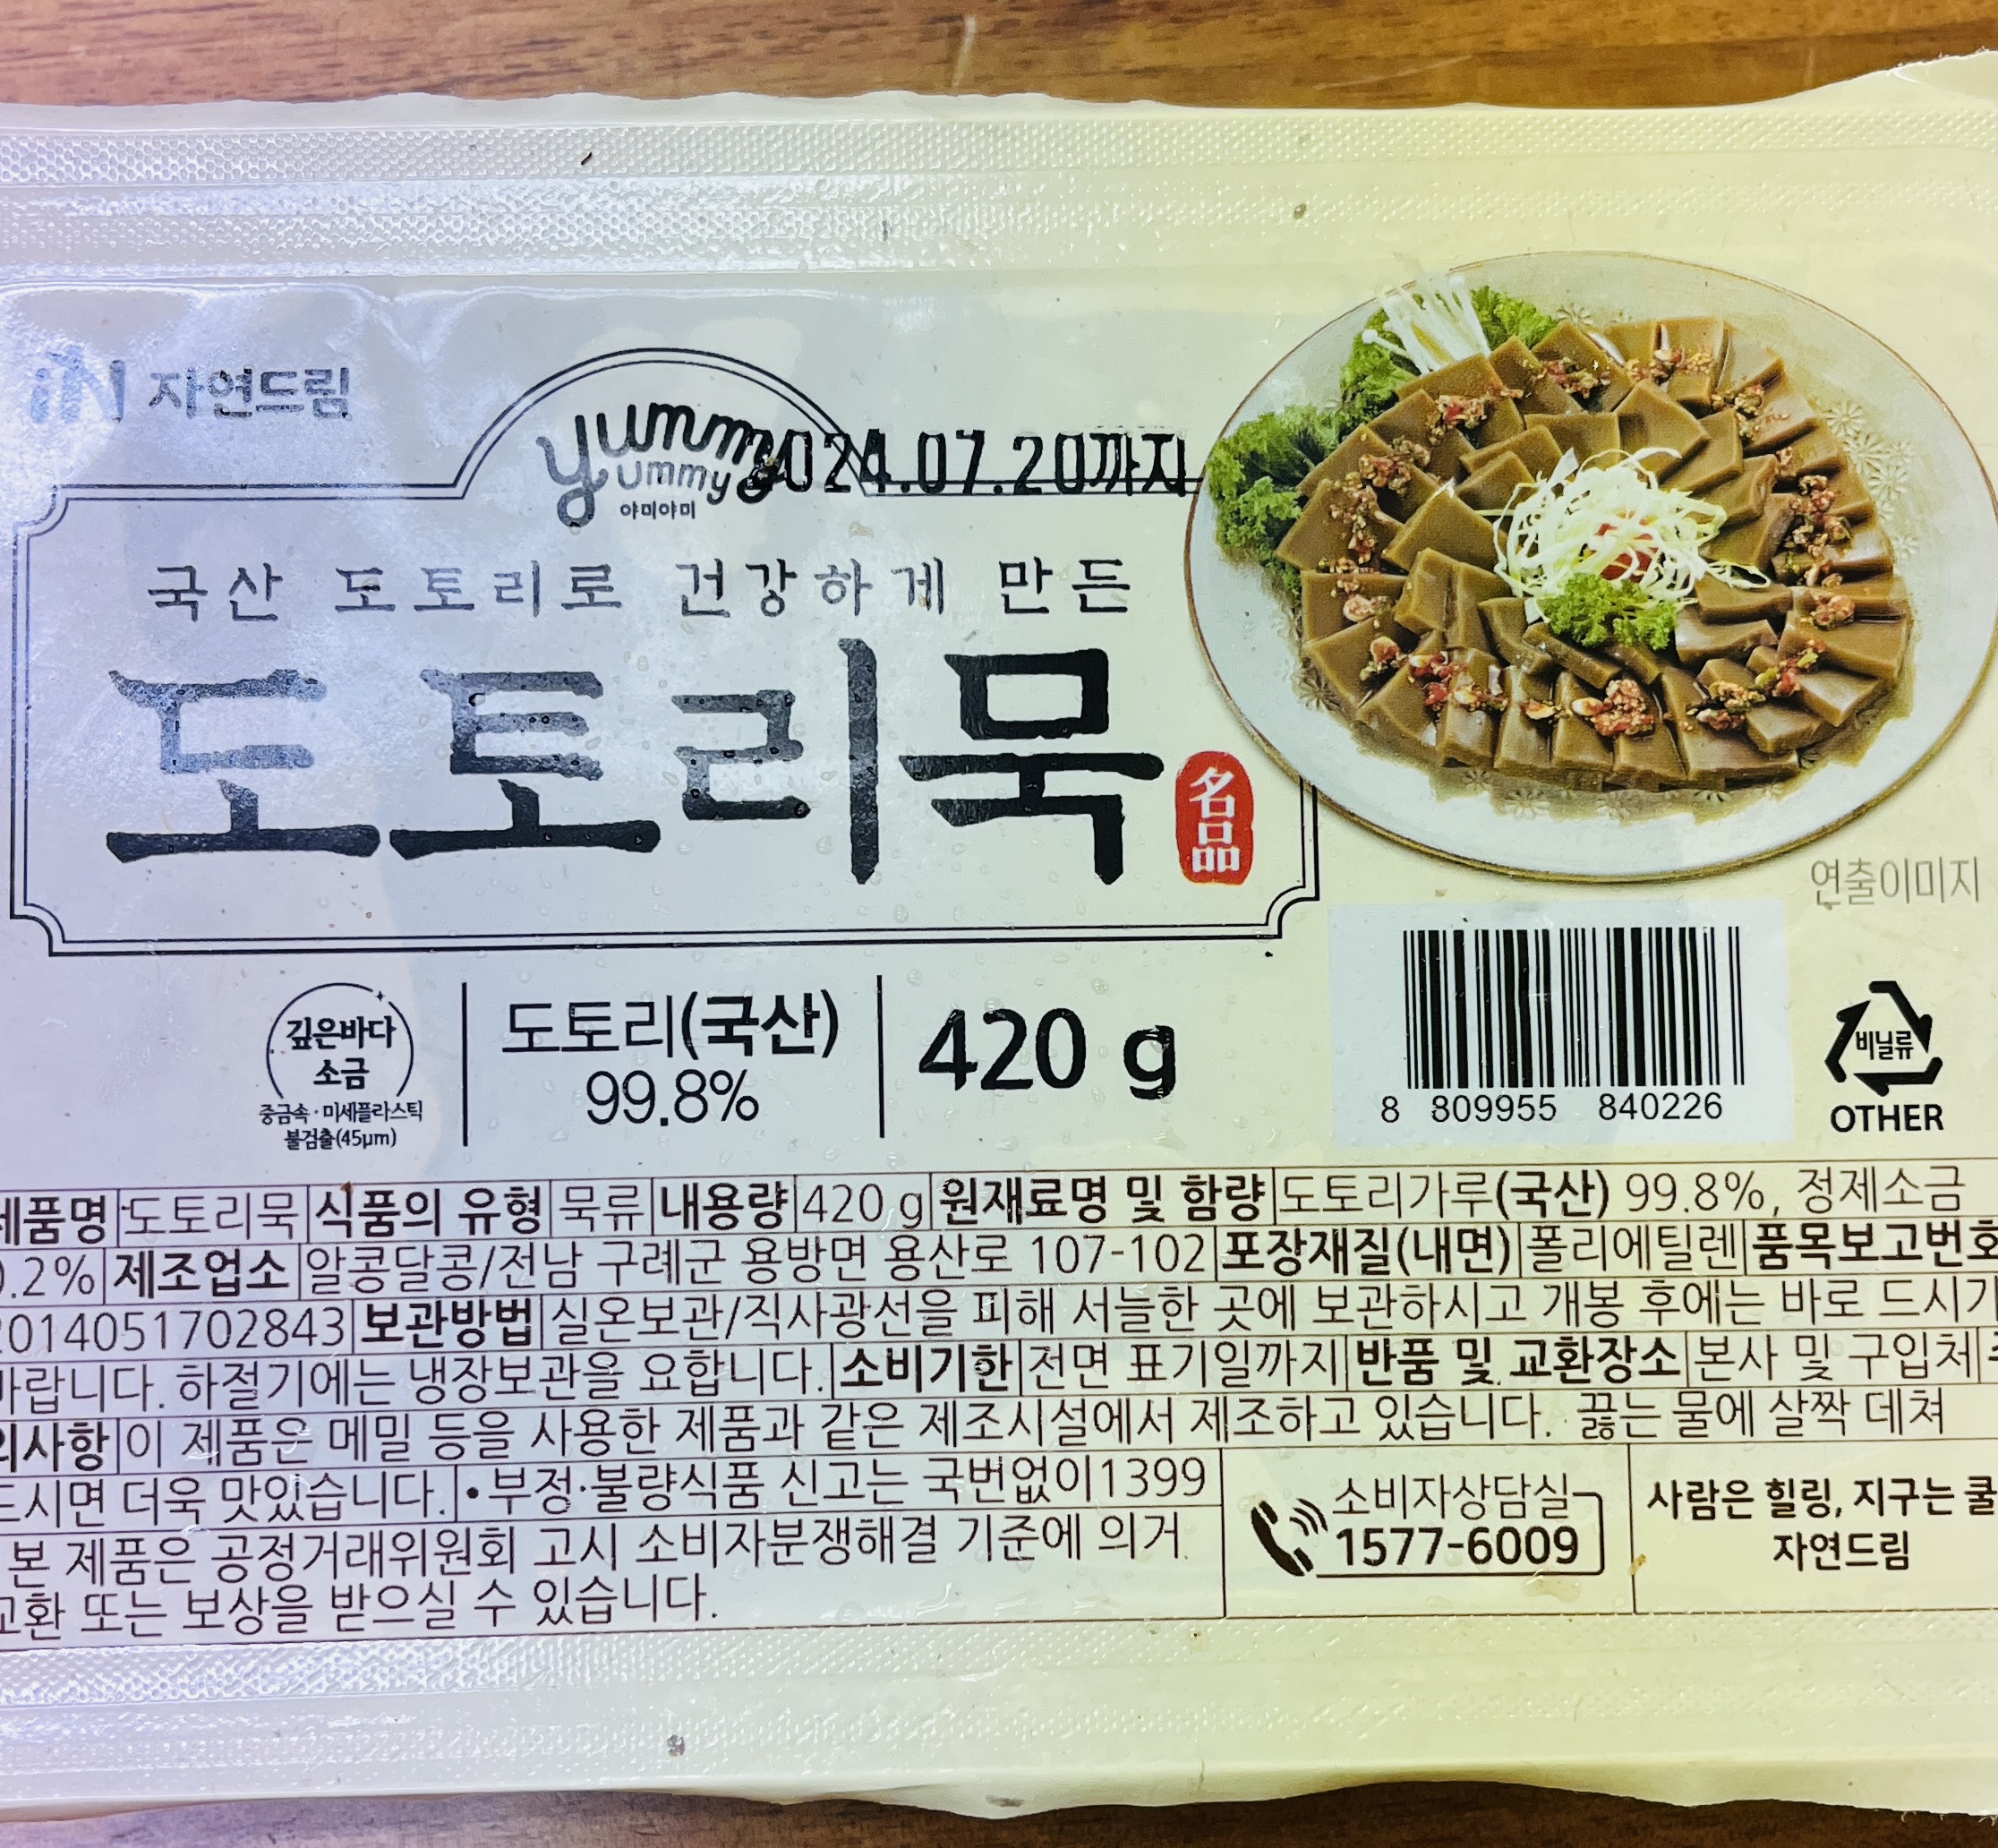 iN 자연드림
yummy
yummy
야미야미
2024.07.20까지
국산 도토리로 건강하게 만든
도토리묵
名品
연출이미지
깊은바다
소금
중금속·미세플라스틱
불검출(45μm)
도토리(국산)
99.8%
420 g
8 809955 840226
비닐류
OTHER
제품명 도토리묵 식품의 유형 묵류 내용량 420 g 원재료명 및 함량 도토리가루(국산) 99.8%, 정제소금
0.2% 제조업소 알콩달콩/전남 구례군 용방면 용산로 107-102 포장재질(내면) 폴리에틸렌 품목보고번호
2014051702843 보관방법 실온보관/직사광선을 피해 서늘한 곳에 보관하시고 개봉 후에는 바로 드시기
바랍니다. 하절기에는 냉장보관을 요합니다. 소비기한 전면 표기일까지 반품 및 교환장소 본사 및 구입처 주
의사항 이 제품은 메밀 등을 사용한 제품과 같은 제조시설에서 제조하고 있습니다. · 끓는 물에 살짝 데쳐
드시면 더욱 맛있습니다. •부정·불량식품 신고는 국번없이1399
본 제품은 공정거래위원회 고시 소비자분쟁해결 기준에 의거
교환 또는 보상을 받으실 수 있습니다.
소비자상담실
1577-6009
사람은 힐링, 지구는 쿨
자연드림